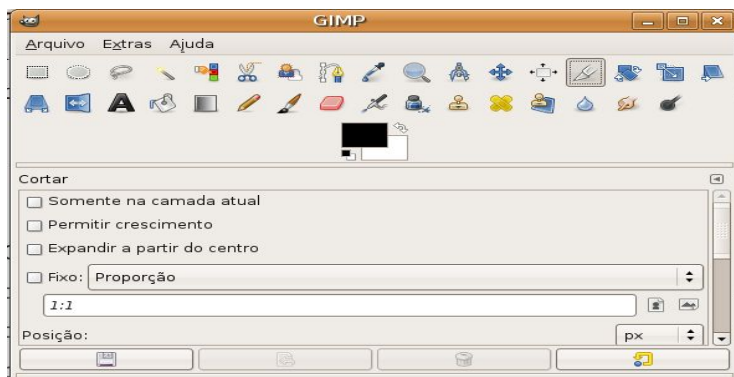 GIMP
Arquivo Extras Ajuda
Cortar
Somente na camada atual
Permitir crescimento
Expandir a partir do centro
Fixo: Proporção
1:1
Posição: px